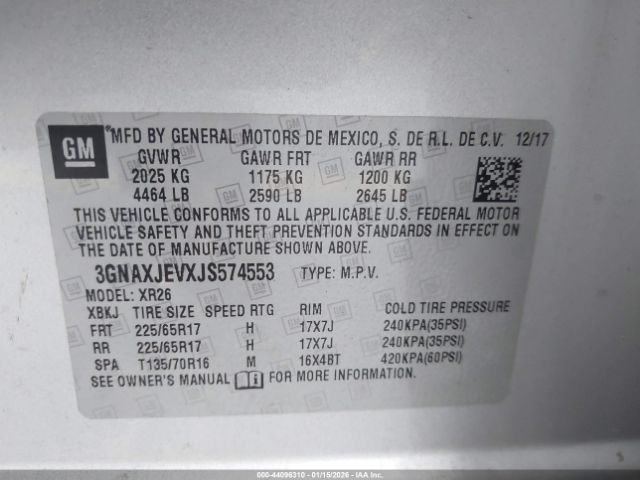 GM
®MFD BY GENERAL MOTORS DE MEXICO, S. DE R.L. DE C.V. 12/17
GVWR GAWR FRT GAWR RR
2025 KG 1175 KG 1200 KG
4464 LB 2590 LB 2645 LB
THIS VEHICLE CONFORMS TO ALL APPLICABLE U.S. FEDERAL MOTOR
VEHICLE SAFETY AND THEFT PREVENTION STANDARDS IN EFFECT ON
THE DATE OF MANUFACTURE SHOWN ABOVE.
3GNAXJEVXJS574553 TYPE: M.P.V.
MODEL: XR26
XBKJ TIRE SIZE SPEED RTG RIM COLD TIRE PRESSURE
FRT 225/65R17 H 17X7J 240KPA(35PSI)
RR 225/65R17 H 17X7J 240KPA(35PSI)
SPA T135/70R16 M 16X4BT 420KPA(60PSI)
SEE OWNER'S MANUAL FOR MORE INFORMATION.
000-44096310 - 01/15/2026 - IAA Proxy